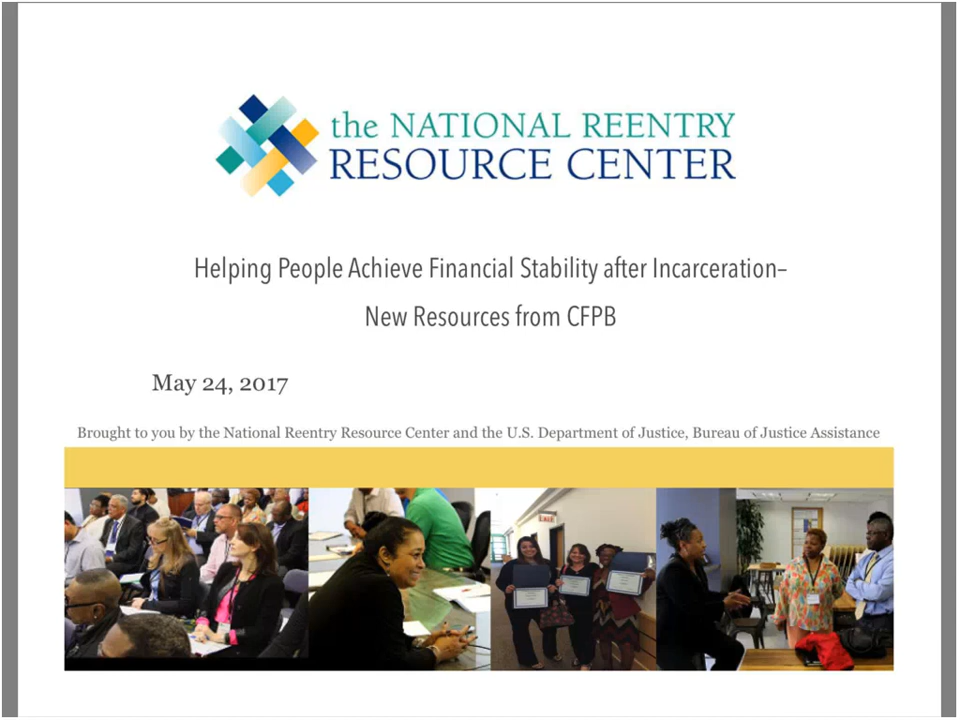 the NATIONAL REENTRY
RESOURCE CENTER
Helping People Achieve Financial Stability after Incarceration–
New Resources from CFPB
May 24, 2017
Brought to you by the National Reentry Resource Center and the U.S. Department of Justice, Bureau of Justice Assistance